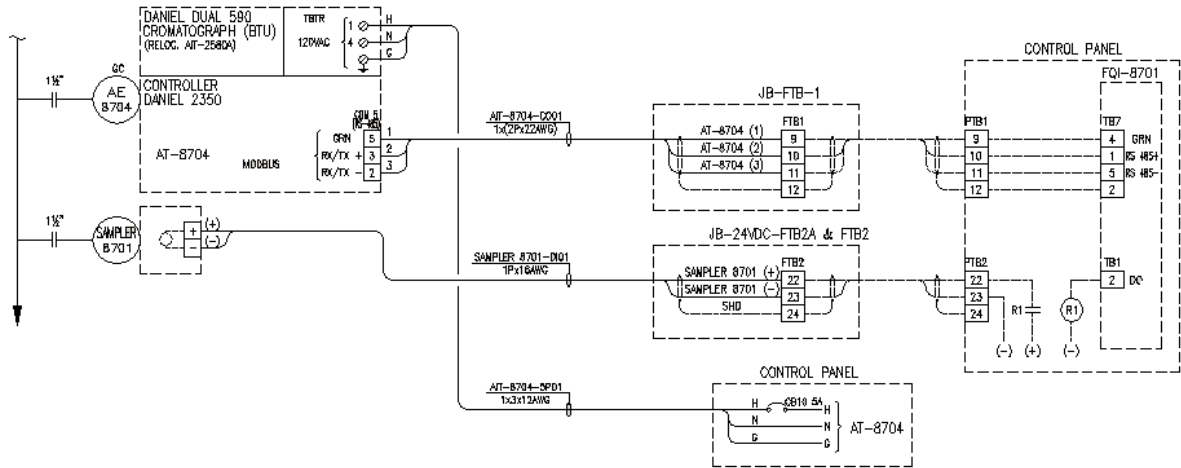 DANIEL DUAL 590
CROMATOGRAPH (BTU)
(RELOC. AIT-2580A)
TBTR
120VAC
1
4
H
N
G
1½"
GC
AE
8704
CONTROLLER
DANIEL 2350
AT-8704
MODBUS
COM 5
(RS-485)
GRN 5 1
RX/TX + 3 2
RX/TX - 2 3
AIT-8704-CO01
1x(2Px22AWG)
JB-FTB-1
FTB1
AT-8704 (1) 9
AT-8704 (2) 10
AT-8704 (3) 11
12
CONTROL PANEL
FQI-8701
FTB1
9
10
11
12
TB7
4 GRN
1 RS 485+
5 RS 485-
2
1½"
SAMPLER
8701
+ (+)
- (-)
SAMPLER 8701-DI01
1Px16AWG
JB-24VDC-FTB2A & FTB2
FTB2
SAMPLER 8701 (+) 22
SAMPLER 8701 (-) 23
SHD 24
FTB2
22
23
24
R1
(-) (+)
R1
(-)
TB1
2
AIT-8704-SP01
1x3x12AWG
CONTROL PANEL
H CB10 5A H
N N
G G
AT-8704